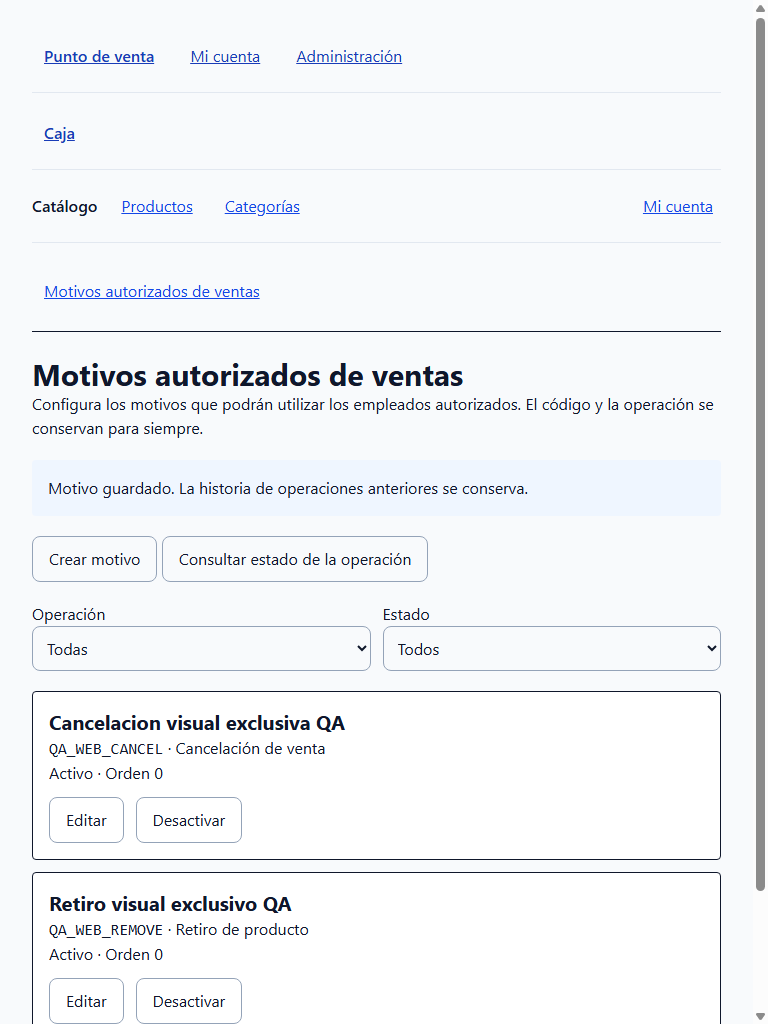 Punto de venta Mi cuenta Administración
Caja
Catálogo Productos Categorías Mi cuenta
Motivos autorizados de ventas
Motivos autorizados de ventas
Configura los motivos que podrán utilizar los empleados autorizados. El código y la operación se
conservan para siempre.
Motivo guardado. La historia de operaciones anteriores se conserva.
Crear motivo Consultar estado de la operación
Operación Estado
Todas Todos
Cancelacion visual exclusiva QA
QA_WEB_CANCEL · Cancelación de venta
Activo · Orden 0
Editar Desactivar
Retiro visual exclusivo QA
QA_WEB_REMOVE · Retiro de producto
Activo · Orden 0
Editar Desactivar